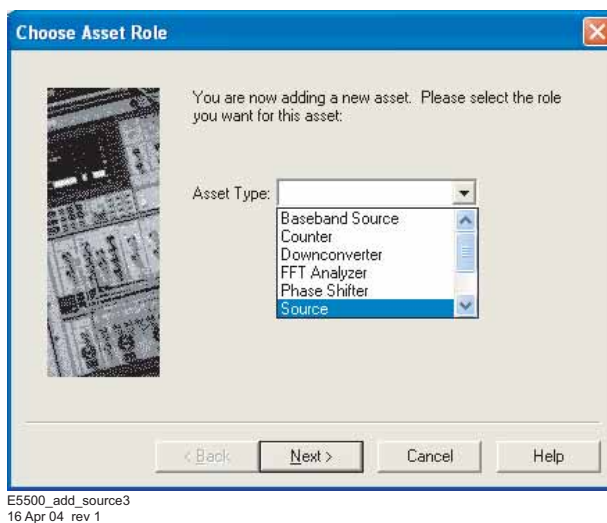 Choose Asset Role
You are now adding a new asset. Please select the role
you want for this asset:
Asset Type:
Baseband Source
Counter
Downconverter
FFT Analyzer
Phase Shifter
Source
< Back
Next >
Cancel
Help
E5500_add_source3
16 Apr 04 rev 1